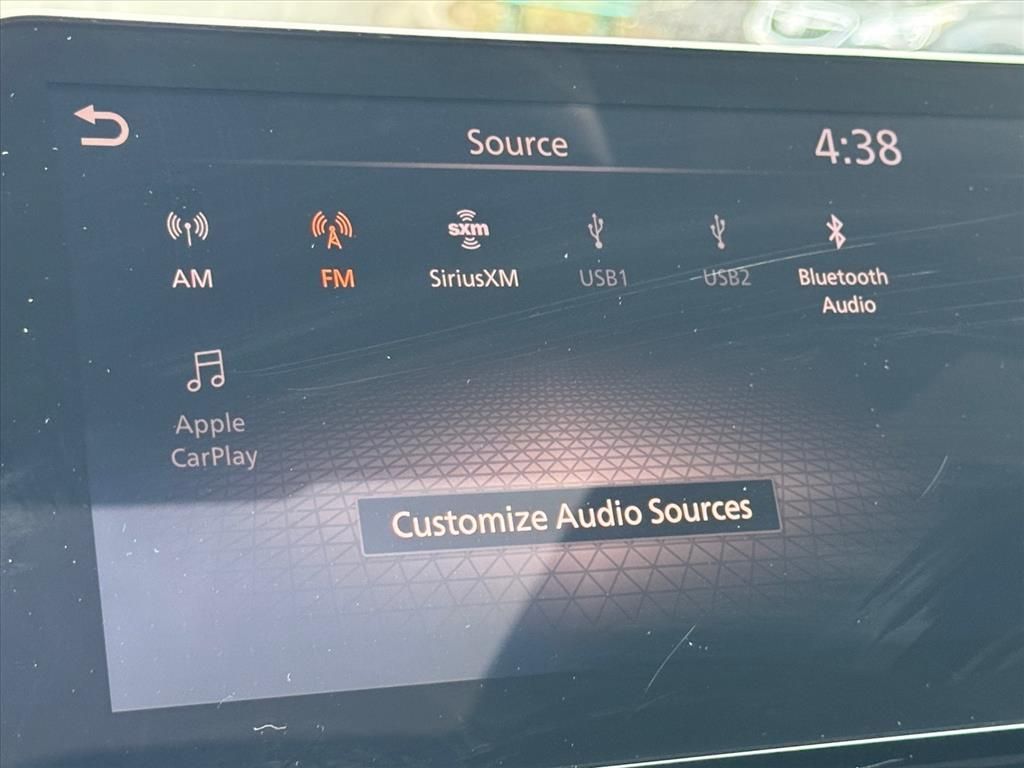 Source
4:38
sxm
AM
FM
SiriusXM
USB1
USB2
Bluetooth
Audio
Apple
CarPlay
Customize Audio Sources